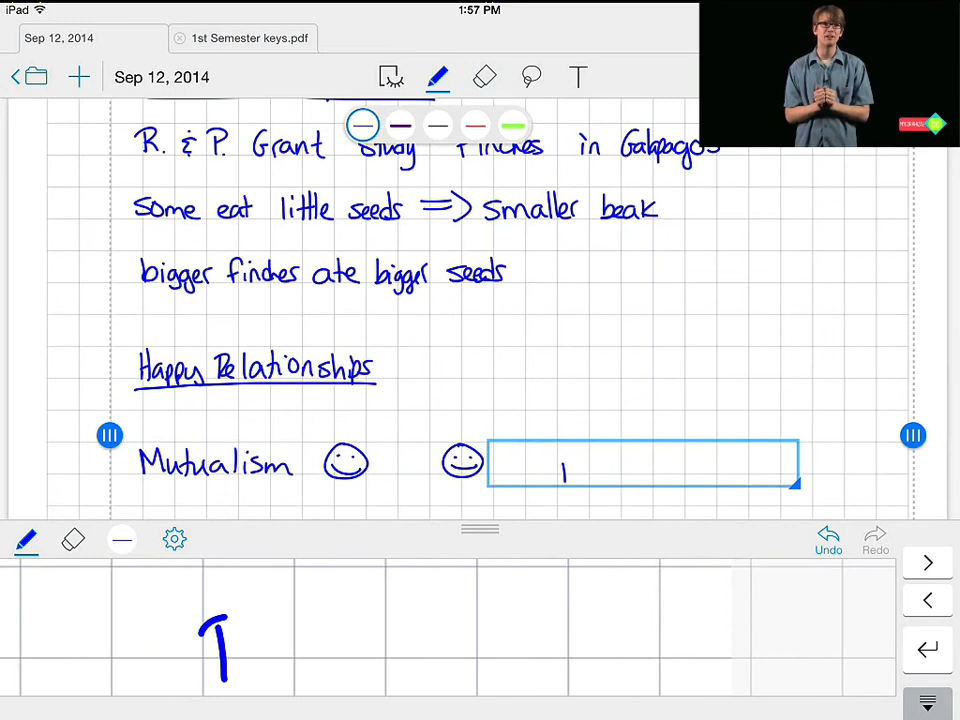 iPad 1:57 PM
Sep 12, 2014 1st Semester keys.pdf
Sep 12, 2014 T
R. & P. Grant study finches in Galapagos
some eat little seeds => smaller beak
bigger finches ate bigger seeds
Happy Relationships
Mutualism
Undo Redo